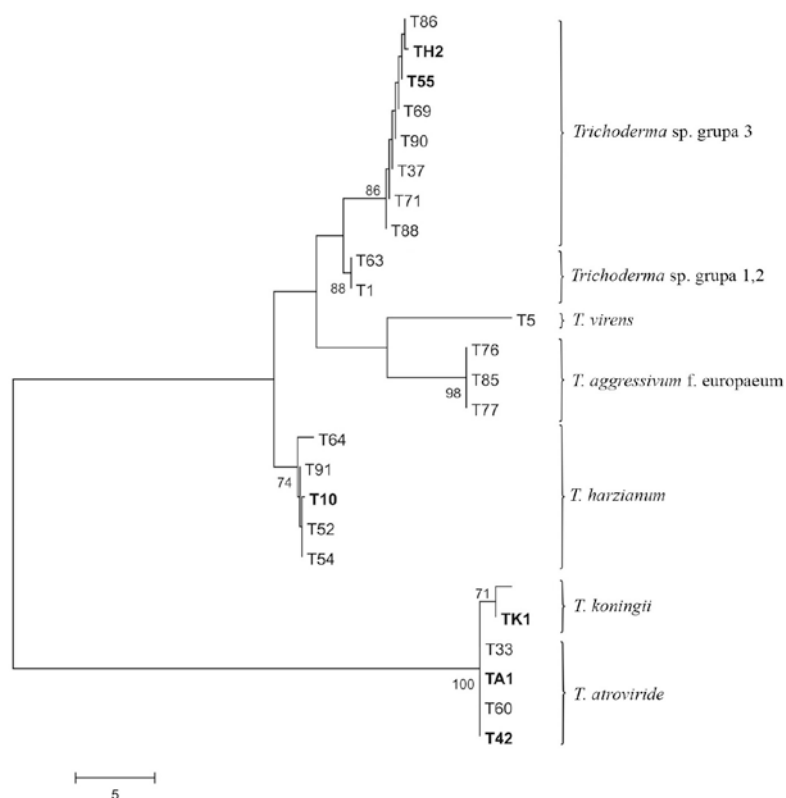 T86
TH2
T55
T69
Trichoderma sp. grupa 3
T90
T37
86
T71
T88
T63
Trichoderma sp. grupa 1,2
88
T1
T5
T. virens
T76
T85
T. aggressivum f. europaeum
98
T77
T64
T91
74
T10
T. harzianum
T52
T54
71
T. koningii
TK1
T33
TA1
100
T. atroviride
T60
T42
5